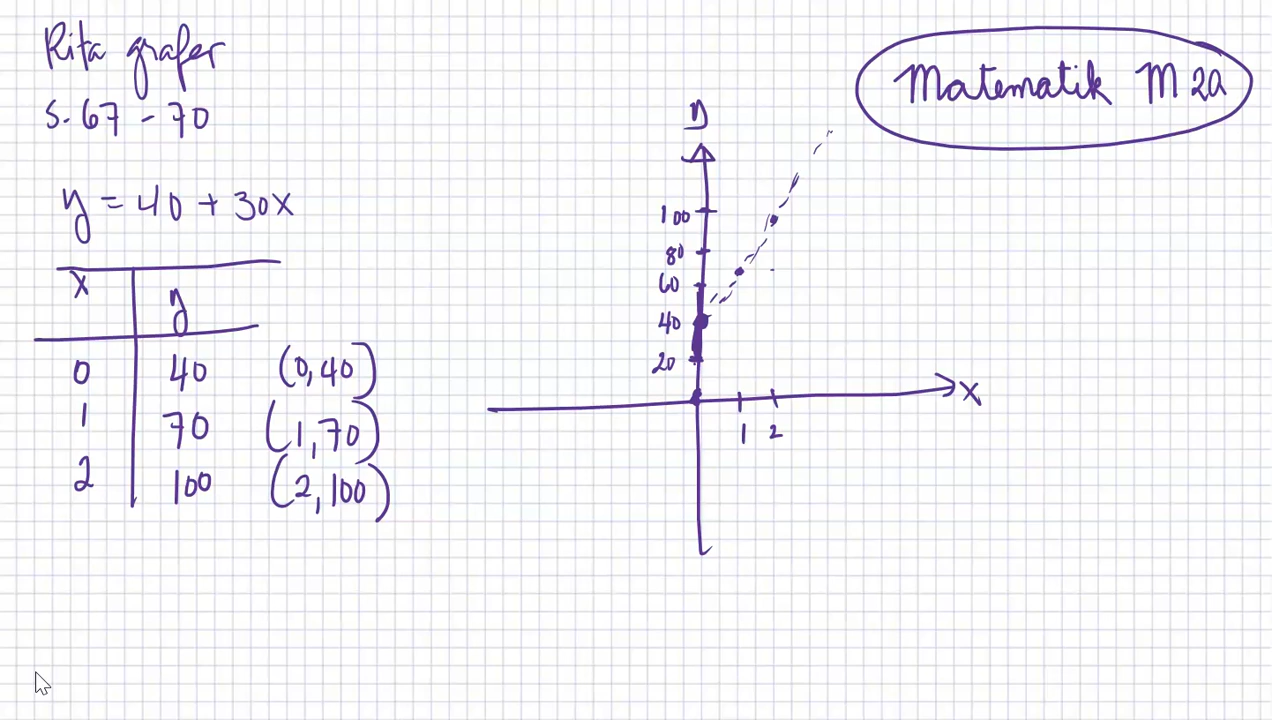 Rita grafer
s. 67 - 70
Matematik M 2a
y = 40 + 30x
x y
0 40 (0, 40)
1 70 (1, 70)
2 100 (2, 100)
y
100
80
60
40
20
x
1 2